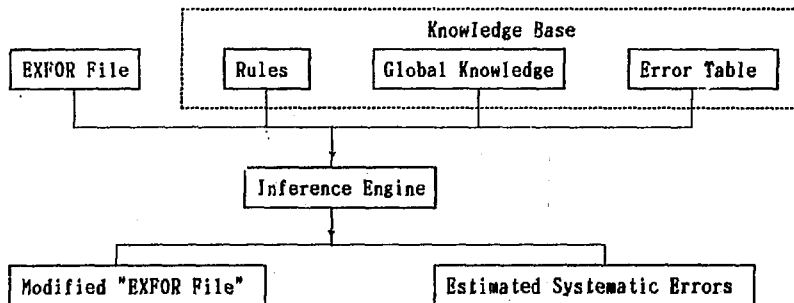 Knowledge Base
EXFOR File
Rules
Global Knowledge
Error Table
Inference Engine
Modified "EXFOR File"
Estimated Systematic Errors